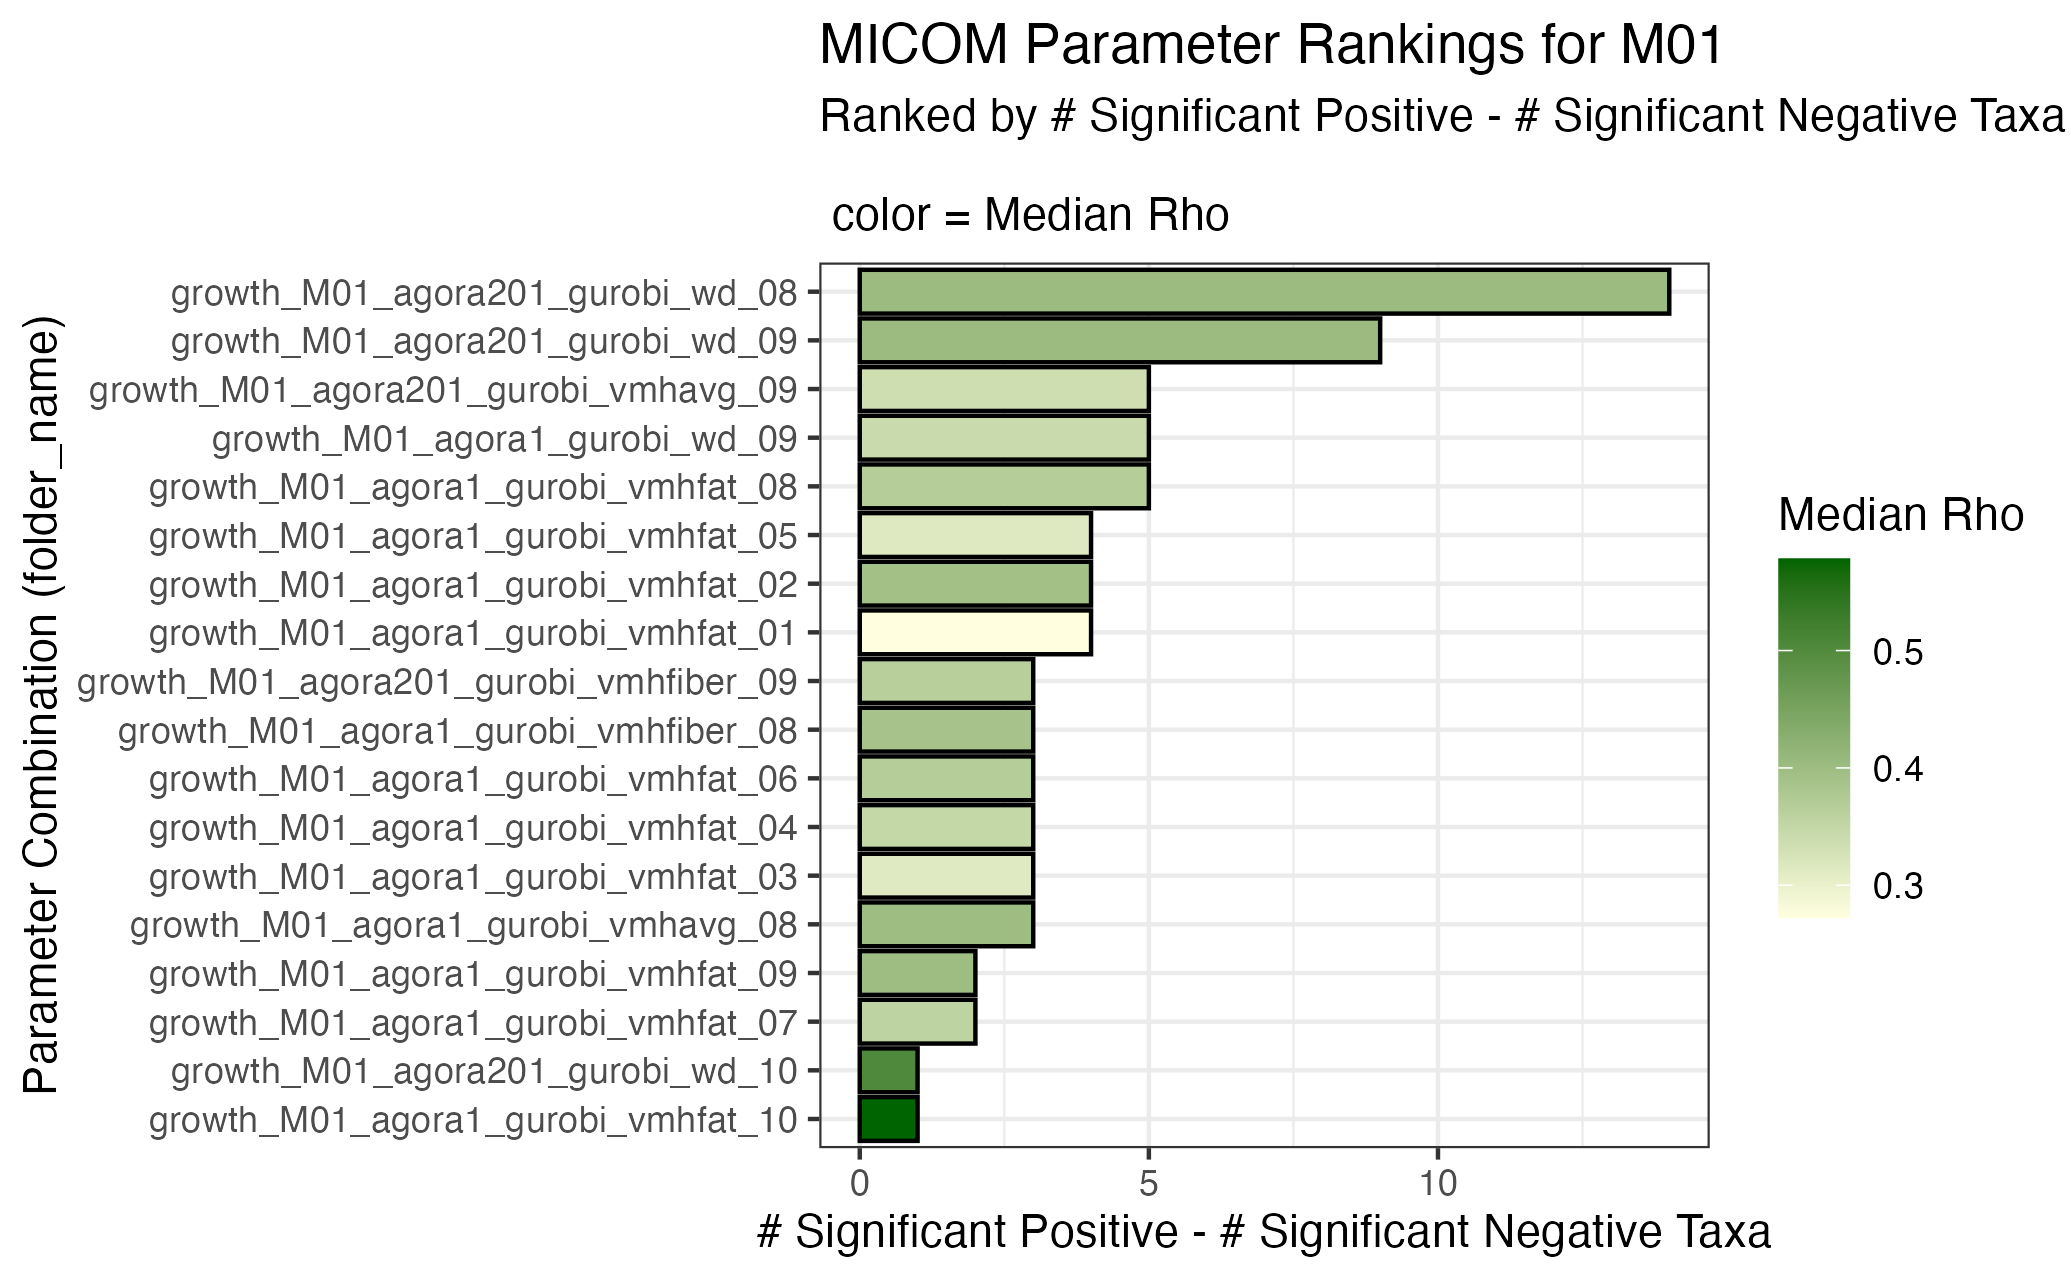 MICOM Parameter Rankings for M01
Ranked by # Significant Positive - # Significant Negative Taxa
color = Median Rho
Parameter Combination (folder_name)
growth_M01_agora201_gurobi_wd_08
growth_M01_agora201_gurobi_wd_09
growth_M01_agora201_gurobi_vmhavg_09
growth_M01_agora1_gurobi_wd_09
growth_M01_agora1_gurobi_vmhfat_08
growth_M01_agora1_gurobi_vmhfat_05
growth_M01_agora1_gurobi_vmhfat_02
growth_M01_agora1_gurobi_vmhfat_01
growth_M01_agora201_gurobi_vmhfiber_09
growth_M01_agora1_gurobi_vmhfiber_08
growth_M01_agora1_gurobi_vmhfat_06
growth_M01_agora1_gurobi_vmhfat_04
growth_M01_agora1_gurobi_vmhfat_03
growth_M01_agora1_gurobi_vmhavg_08
growth_M01_agora1_gurobi_vmhfat_09
growth_M01_agora1_gurobi_vmhfat_07
growth_M01_agora201_gurobi_wd_10
growth_M01_agora1_gurobi_vmhfat_10
0 5 10
# Significant Positive - # Significant Negative Taxa
Median Rho
0.5
0.4
0.3